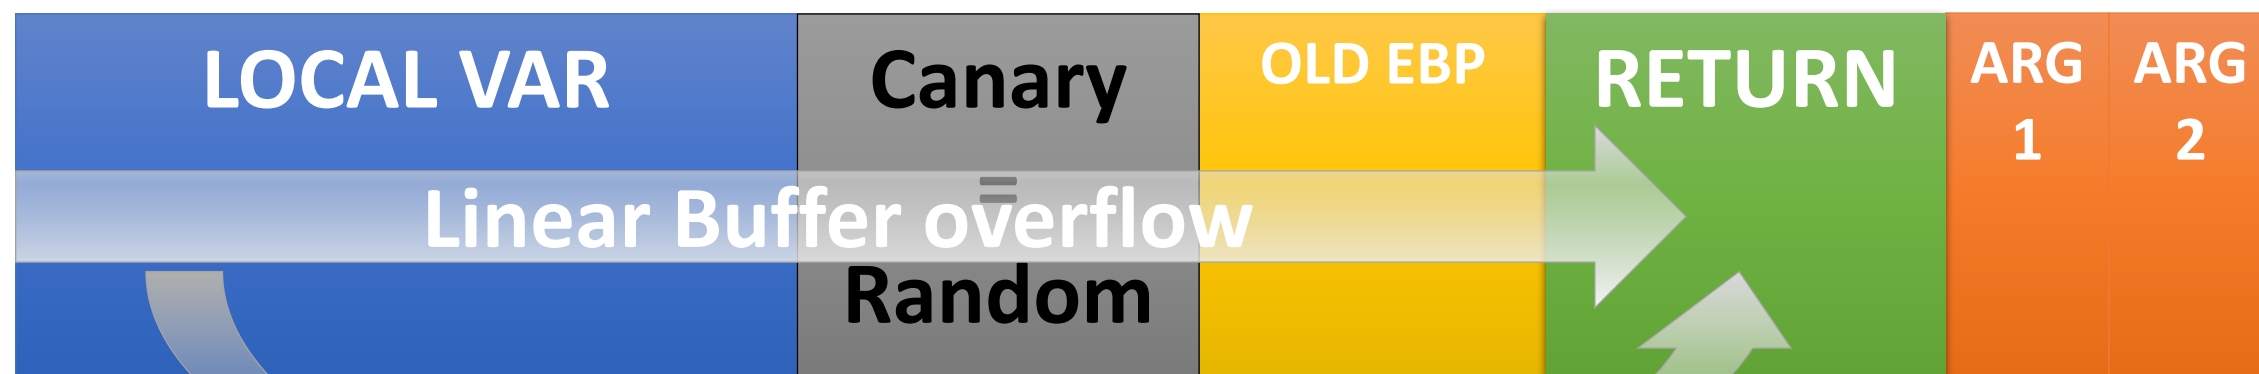 LOCAL VAR
Canary
=
Random
OLD EBP
RETURN
ARG
1
ARG
2
Linear Buffer overflow